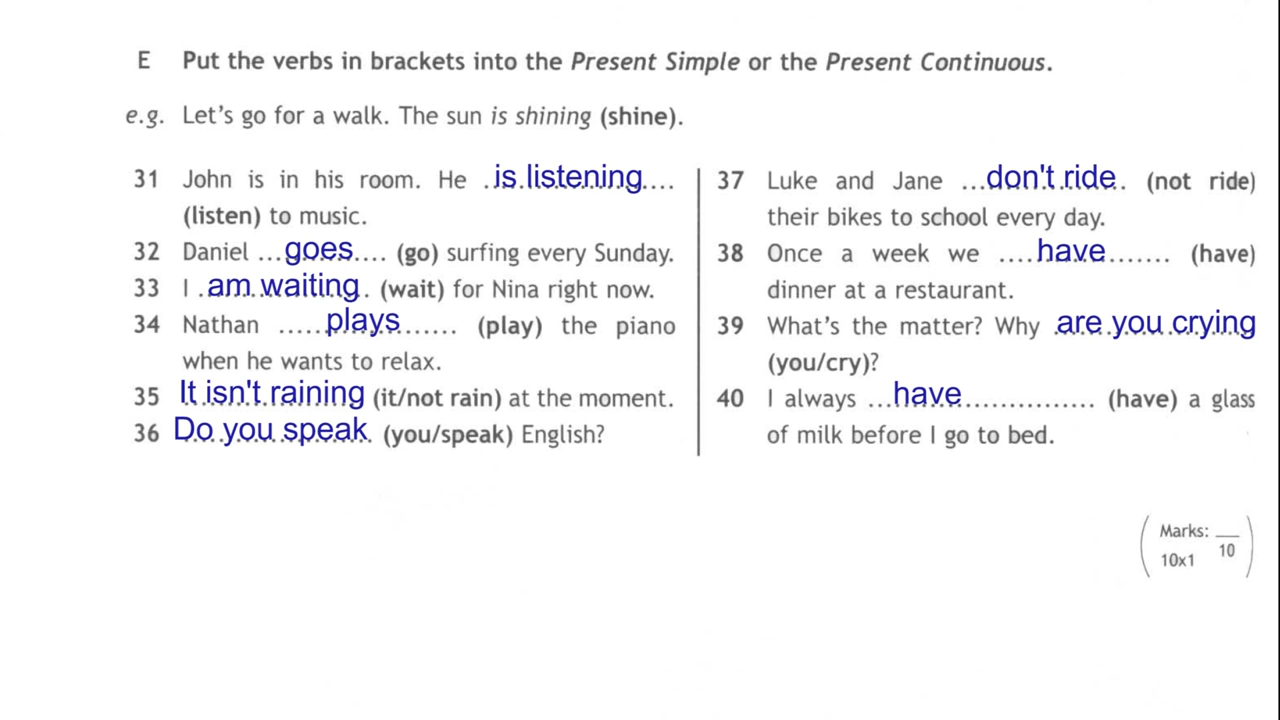 E Put the verbs in brackets into the Present Simple or the Present Continuous.
e.g. Let's go for a walk. The sun is shining (shine).
31 John is in his room. He ..is listening....
(listen) to music.
32 Daniel ...goes.... (go) surfing every Sunday.
33 I .am waiting. (wait) for Nina right now.
34 Nathan .....plays...... (play) the piano
when he wants to relax.
35 It isn't raining (it/not rain) at the moment.
36 Do you speak. (you/speak) English?
37 Luke and Jane ...don't ride.. (not ride)
their bikes to school every day.
38 Once a week we ....have....... (have)
dinner at a restaurant.
39 What's the matter? Why are you crying
(you/cry)?
40 I always ...have............... (have) a glass
of milk before I go to bed.
Marks: __
10x1 10